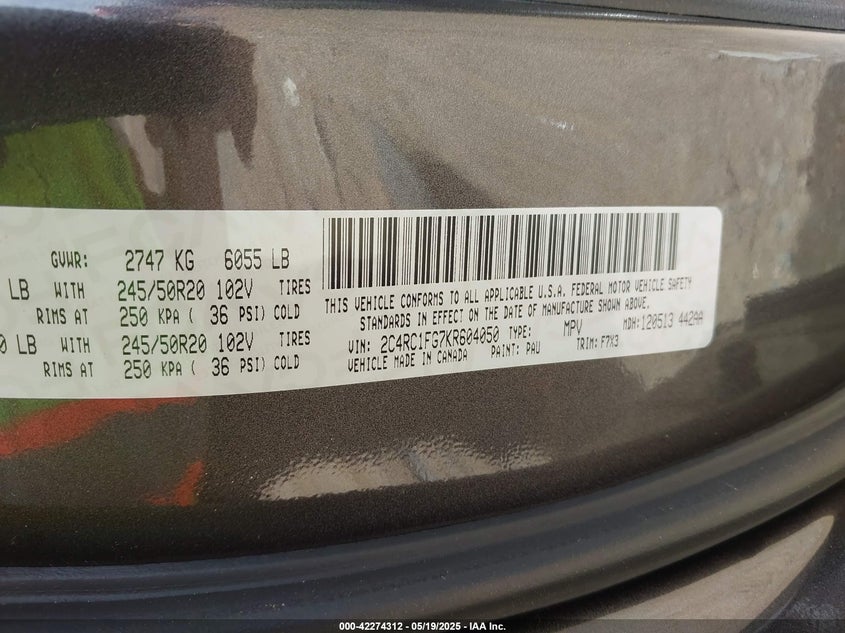 GVWR: 2747 KG 6055 LB
LB WITH 245/50R20 102V TIRES
RIMS AT 250 KPA ( 36 PSI) COLD
0 LB WITH 245/50R20 102V TIRES
RIMS AT 250 KPA ( 36 PSI) COLD
THIS VEHICLE CONFORMS TO ALL APPLICABLE U.S.A. FEDERAL MOTOR VEHICLE SAFETY
STANDARDS IN EFFECT ON THE DATE OF MANUFACTURE SHOWN ABOVE.
VIN: 2C4RC1FG7KR604050 TYPE: MPV MDH:120513 442AA
VEHICLE MADE IN CANADA PAINT: PAU TRIM: F7K3
000-42274312 - 05/19/2025 - IAA Inc.